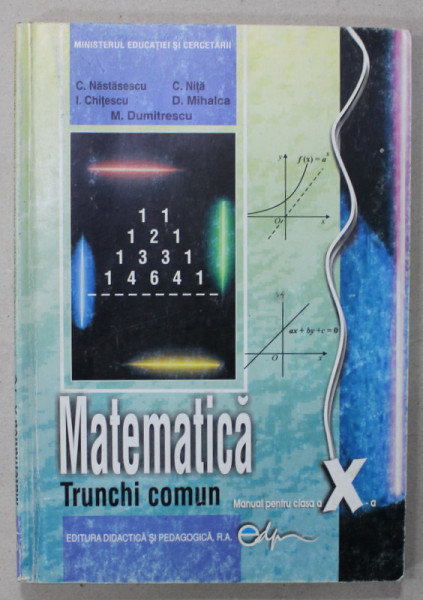 MINISTERUL EDUCAȚIEI ȘI CERCETĂRII
C. Năstăsescu C. Niță
I. Chițescu D. Mihalca
M. Dumitrescu
1 1
1 2 1
1 3 3 1
1 4 6 4 1
y
f(x) = aˣ
O
x
y
ax + by + c = 0
O
x
Matematică
Trunchi comun
Manual pentru clasa a X-a
EDITURA DIDACTICĂ ȘI PEDAGOGICĂ, R.A.
edp